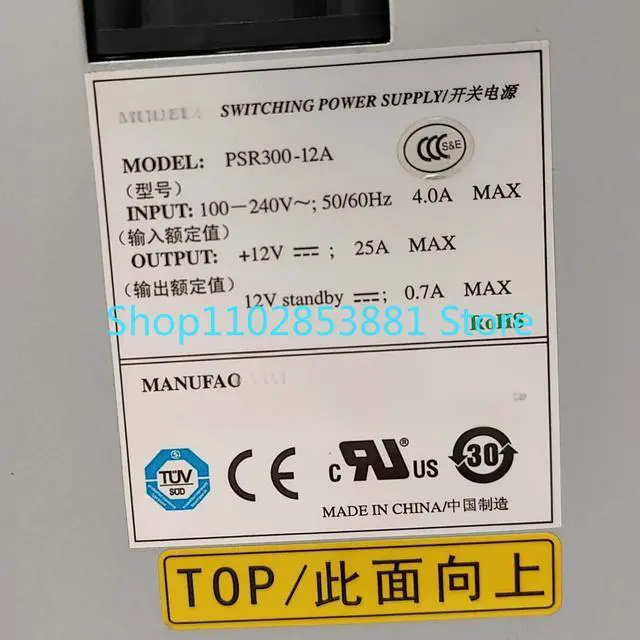 SWITCHING POWER SUPPLY/开关电源
MODEL: PSR300-12A
CCC S&E
(型号)
INPUT: 100-240V~; 50/60Hz 4.0A MAX
(输入额定值)
OUTPUT: +12V ⎓; 25A MAX
(输出额定值)
12V standby ⎓; 0.7A MAX
Shop1102853881 Store
RoHS
MANUFAC
TÜV
SÜD
CE
c RU US
30
MADE IN CHINA/中国制造
TOP/此面向上